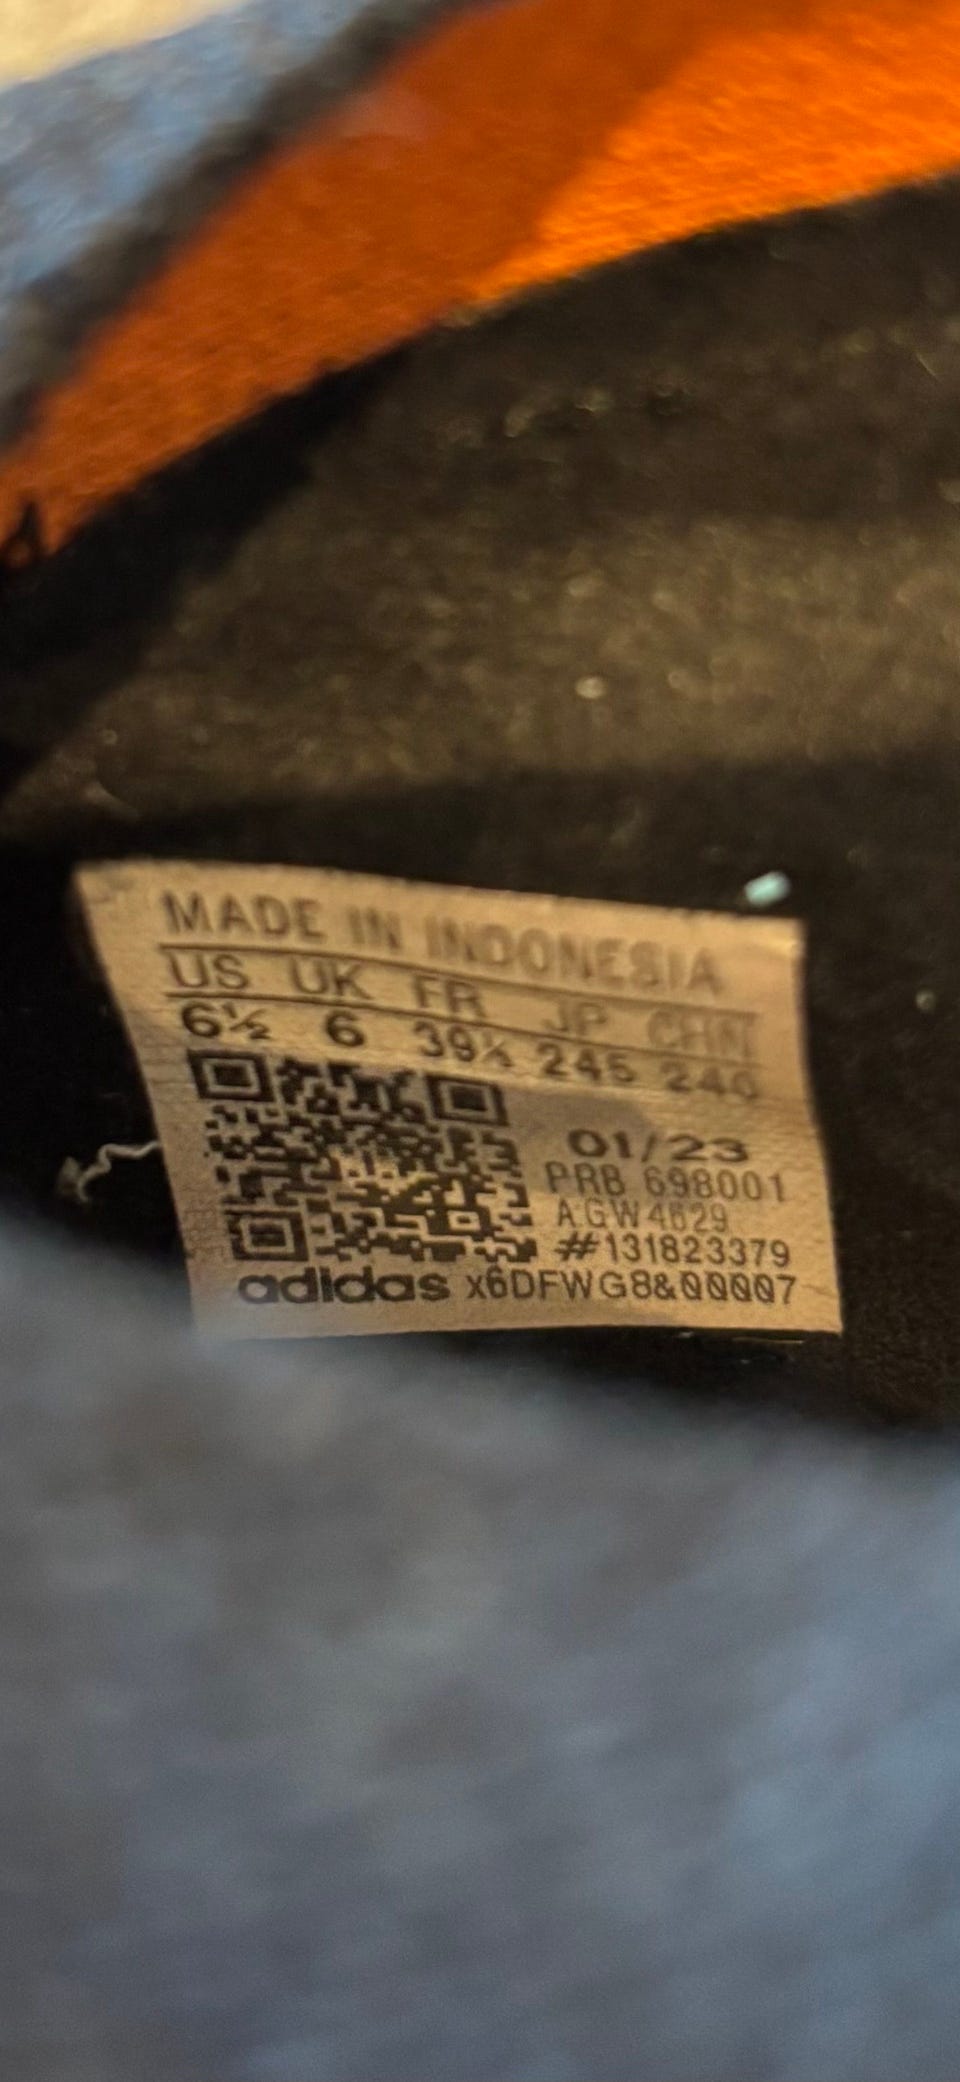 MADE IN INDONESIA
US UK FR JP CHN
6½ 6 39⅓ 245 240
01/23
PRB 698001
#131823379
adidas x6DFWG8&00007